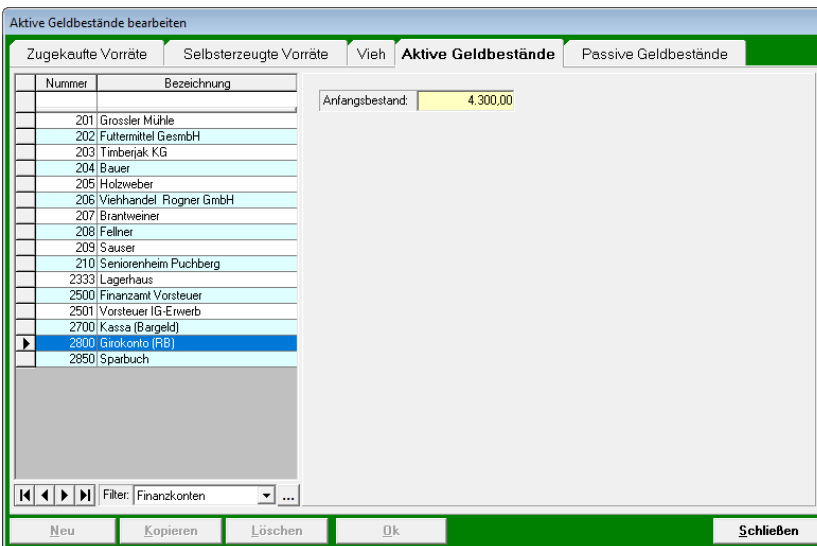 Aktive Geldbestände bearbeiten
Zugekaufte Vorräte Selbsterzeugte Vorräte Vieh Aktive Geldbestände Passive Geldbestände
Nummer Bezeichnung
Anfangsbestand: 4.300,00
201 Grossler Mühle
202 Futtermittel GesmbH
203 Timberjak KG
204 Bauer
205 Holzweber
206 Viehhandel Rogner GmbH
207 Brantweiner
208 Fellner
209 Sauser
210 Seniorenheim Puchberg
2333 Lagerhaus
2500 Finanzamt Vorsteuer
2501 Vorsteuer IG-Erwerb
2700 Kassa (Bargeld)
2800 Girokonto (RB)
2850 Sparbuch
Filter: Finanzkonten ...
Neu Kopieren Löschen Ok Schließen